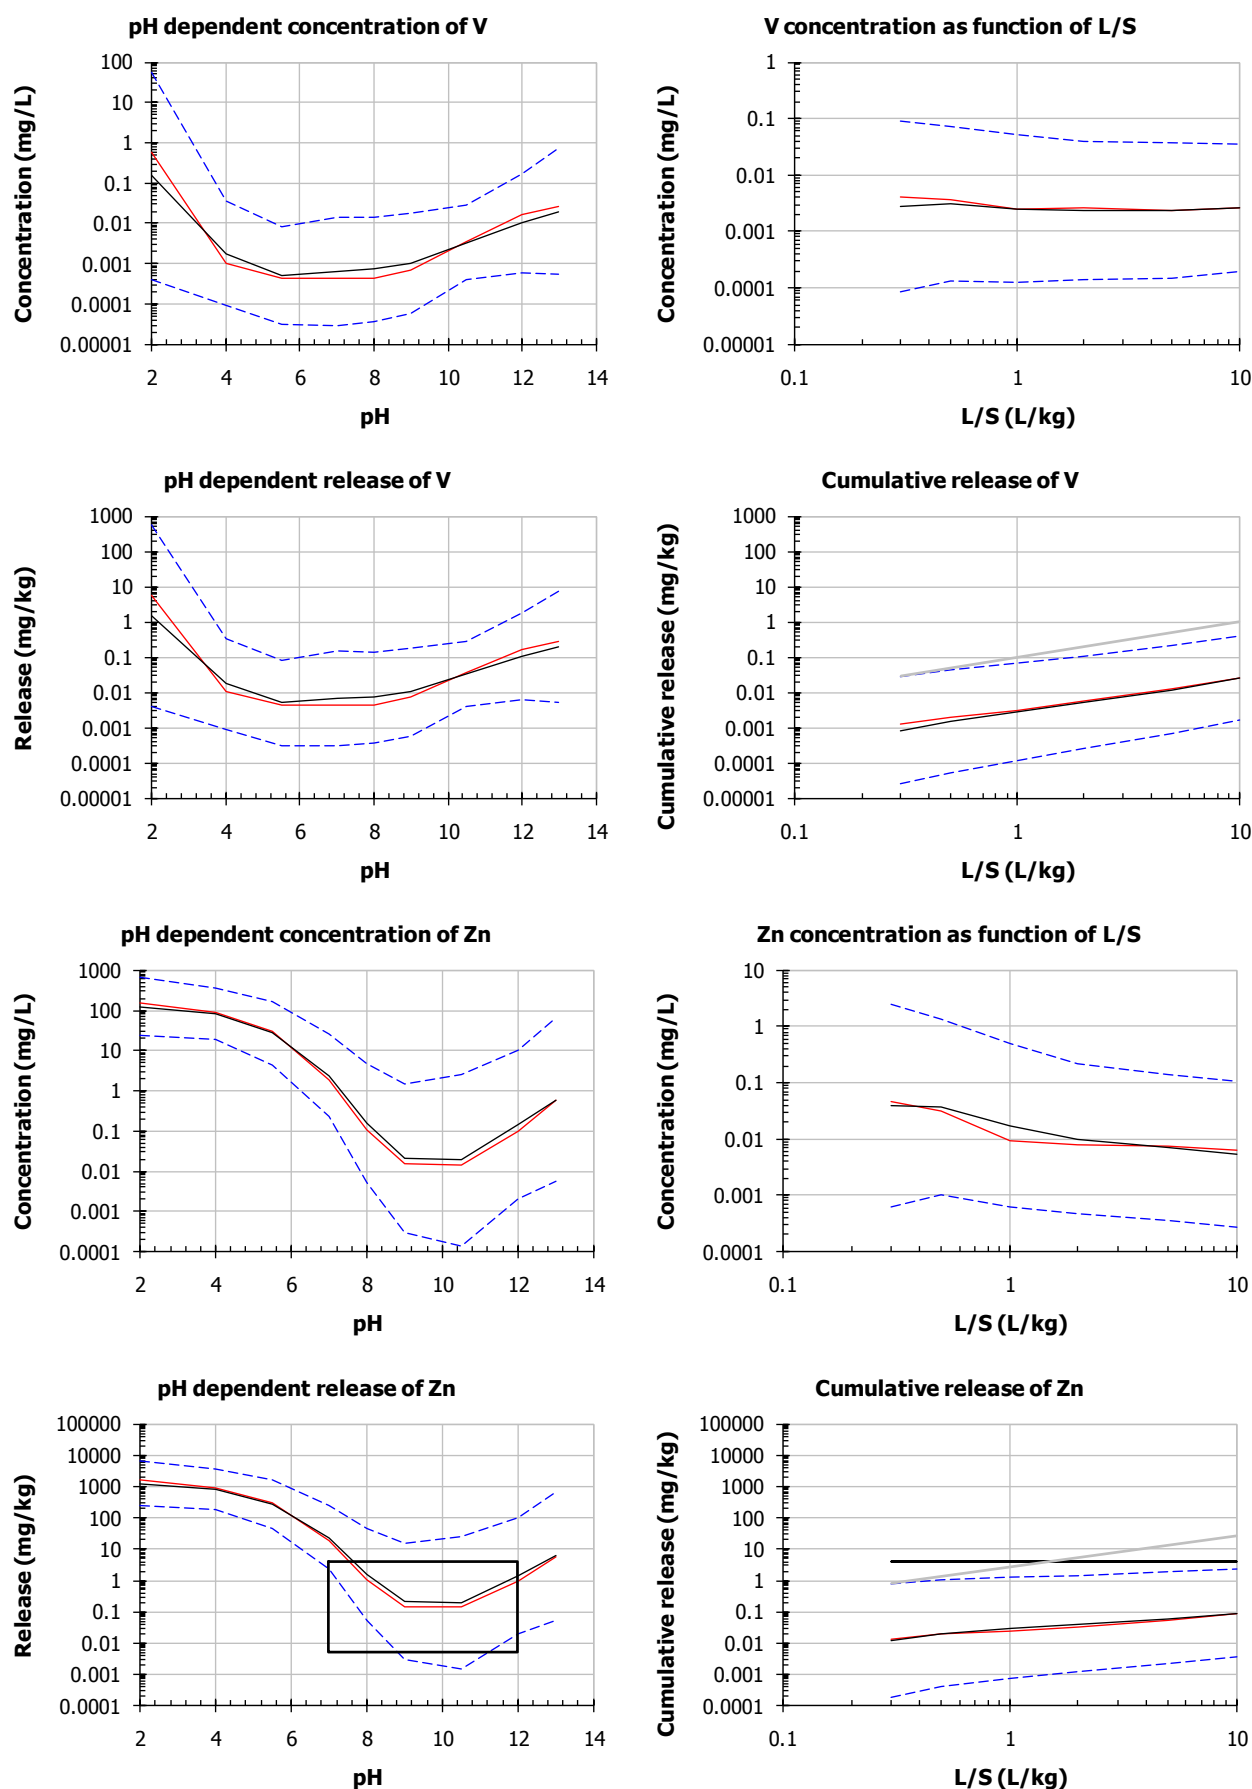 pH dependent concentration of V
Concentration (mg/L)
100
10
1
0.1
0.01
0.001
0.0001
0.00001
2 4 6 8 10 12 14
pH
V concentration as function of L/S
Concentration (mg/L)
1
0.1
0.01
0.001
0.0001
0.00001
0.1 1 10
L/S (L/kg)
pH dependent release of V
Release (mg/kg)
1000
100
10
1
0.1
0.01
0.001
0.0001
0.00001
2 4 6 8 10 12 14
pH
Cumulative release of V
Cumulative release (mg/kg)
1000
100
10
1
0.1
0.01
0.001
0.0001
0.00001
0.1 1 10
L/S (L/kg)
pH dependent concentration of Zn
Concentration (mg/L)
1000
100
10
1
0.1
0.01
0.001
0.0001
2 4 6 8 10 12 14
pH
Zn concentration as function of L/S
Concentration (mg/L)
10
1
0.1
0.01
0.001
0.0001
0.1 1 10
L/S (L/kg)
pH dependent release of Zn
Release (mg/kg)
100000
10000
1000
100
10
1
0.1
0.01
0.001
0.0001
2 4 6 8 10 12 14
pH
Cumulative release of Zn
Cumulative release (mg/kg)
100000
10000
1000
100
10
1
0.1
0.01
0.001
0.0001
0.1 1 10
L/S (L/kg)